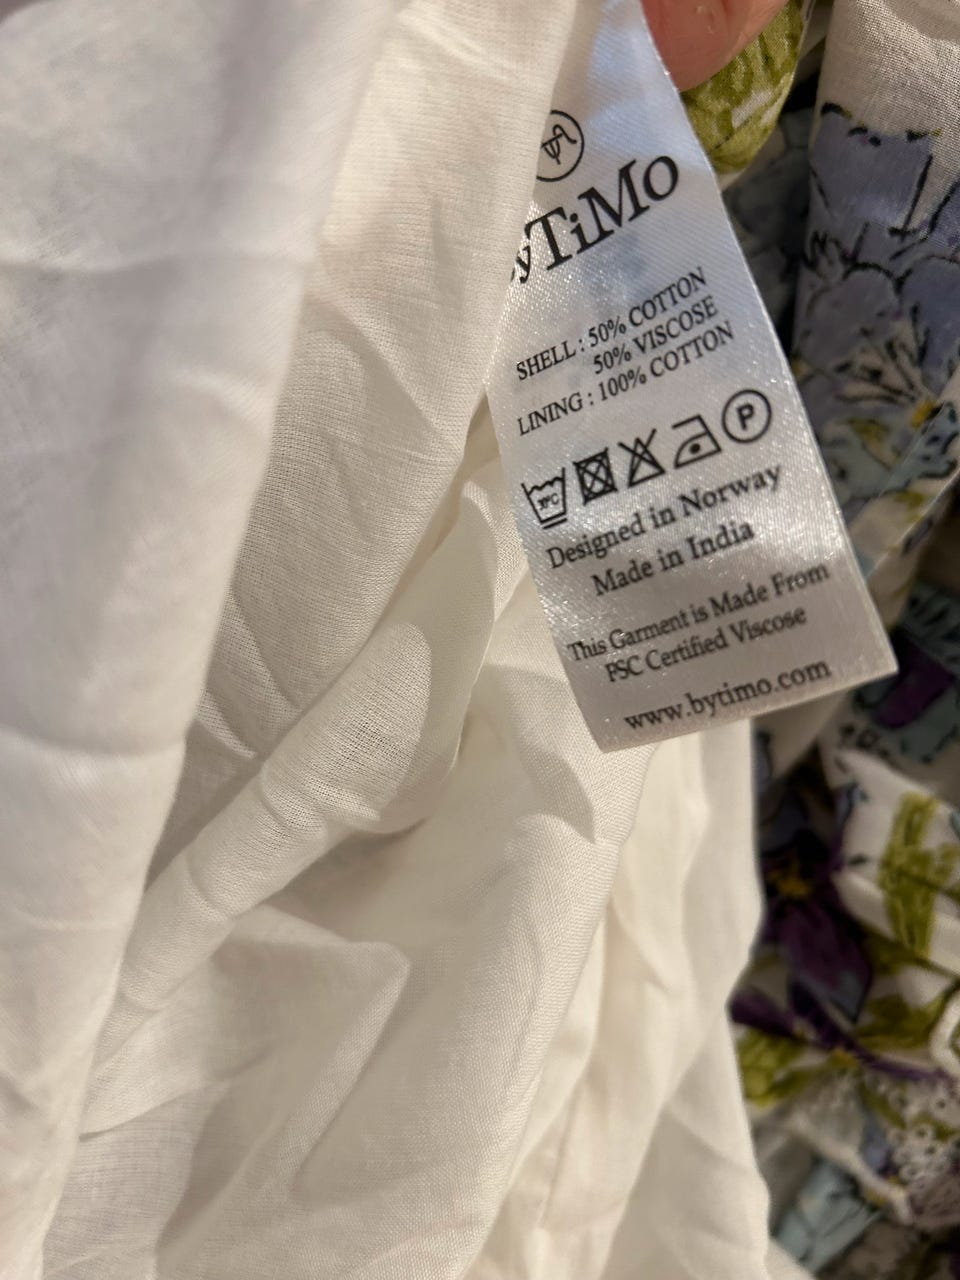 byTiMo
SHELL : 50% COTTON
50% VISCOSE
LINING : 100% COTTON
P
Designed in Norway
Made in India
This Garment is Made From
FSC Certified Viscose
www.bytimo.com